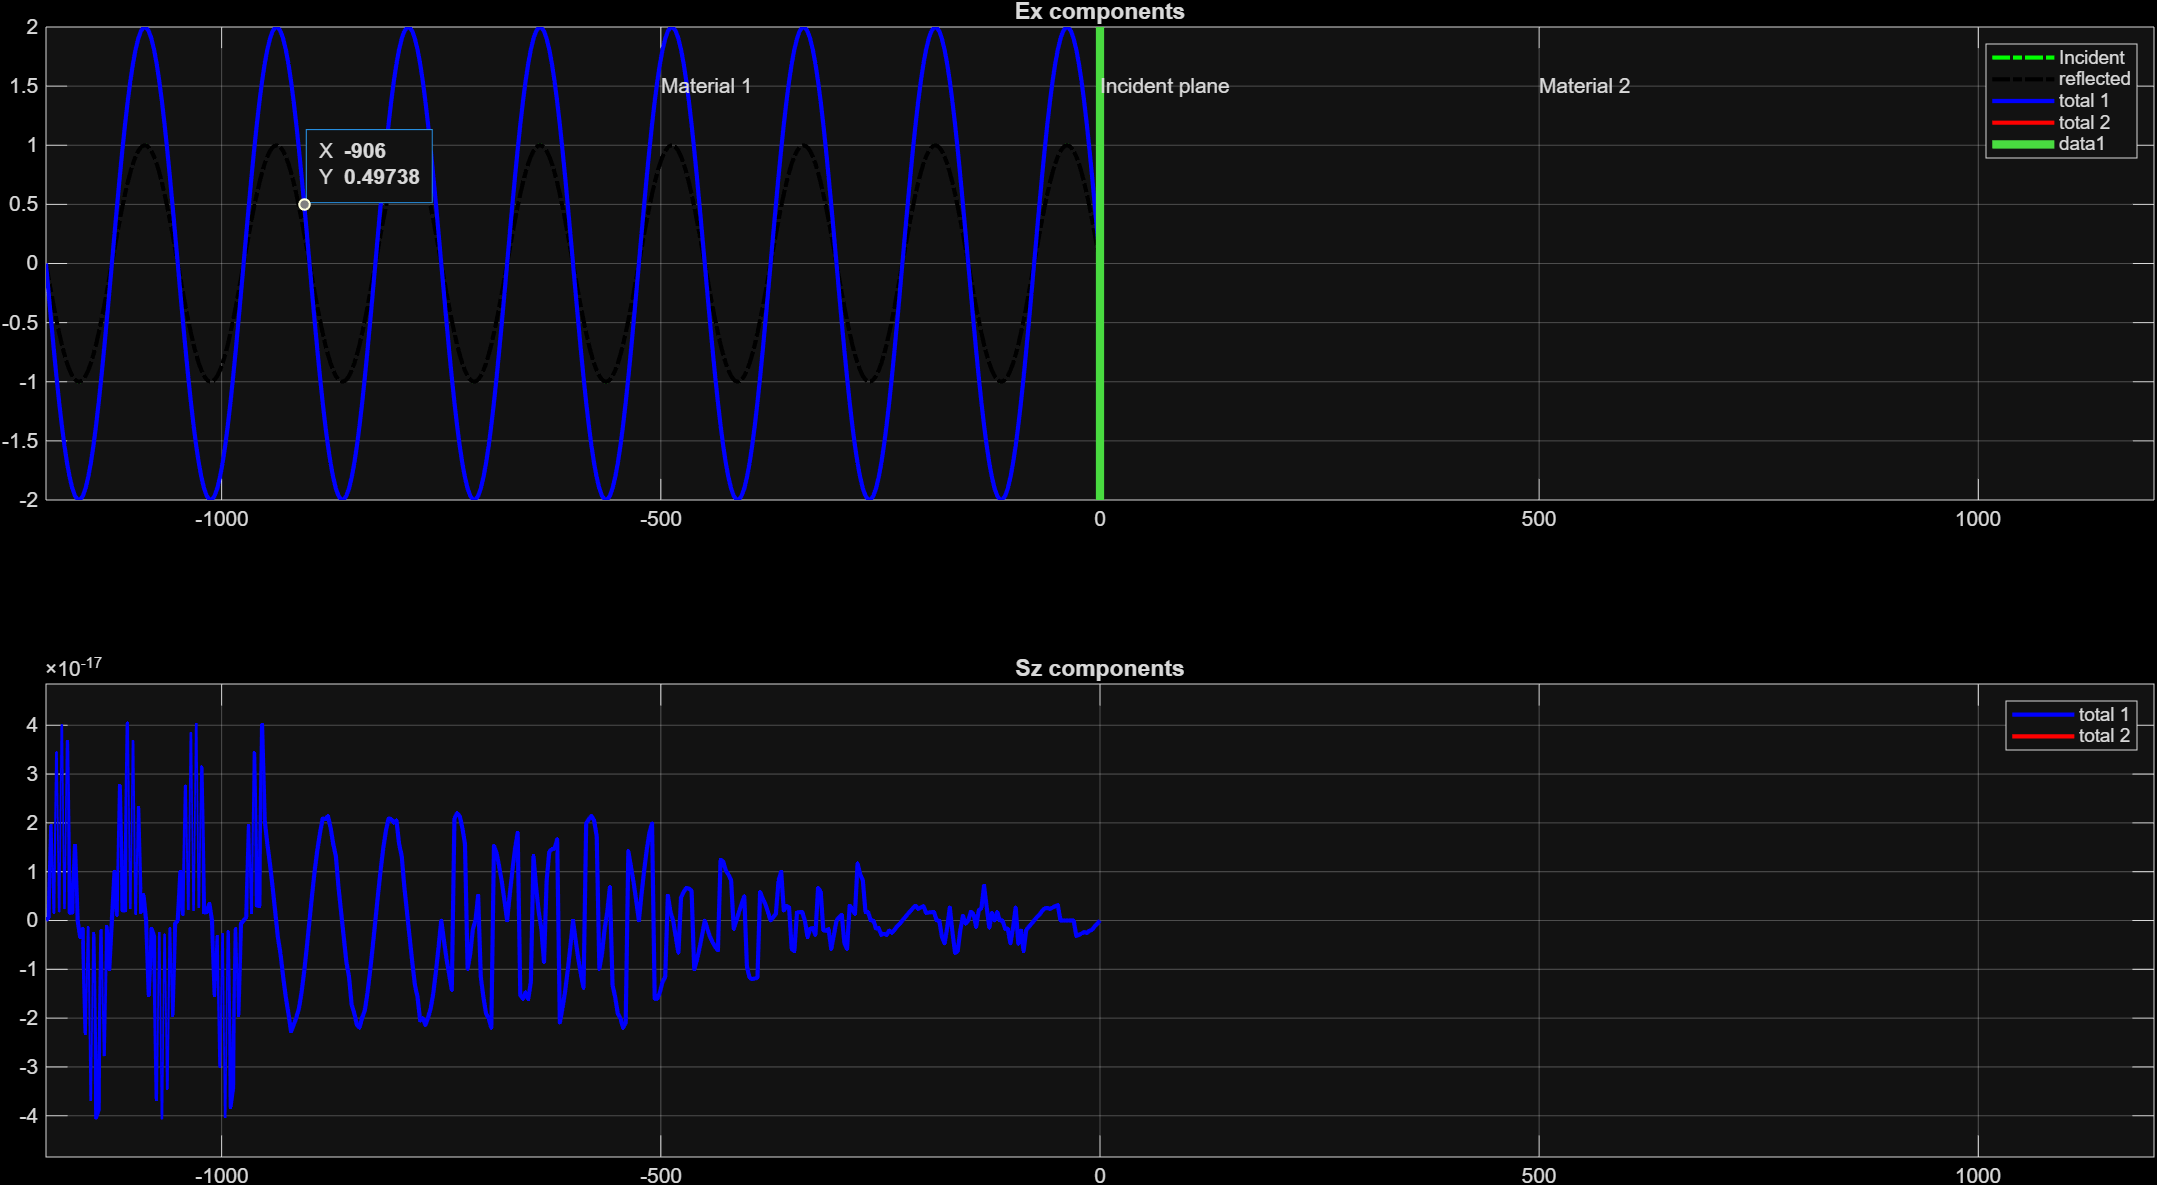 Ex components
2
1.5
1
0.5
0
-0.5
-1
-1.5
-2
Material 1
Incident plane
Material 2
X -906
Y 0.49738
Incident
reflected
total 1
total 2
data1
-1000
-500
0
500
1000
×10-17
Sz components
4
3
2
1
0
-1
-2
-3
-4
total 1
total 2
-1000
-500
0
500
1000